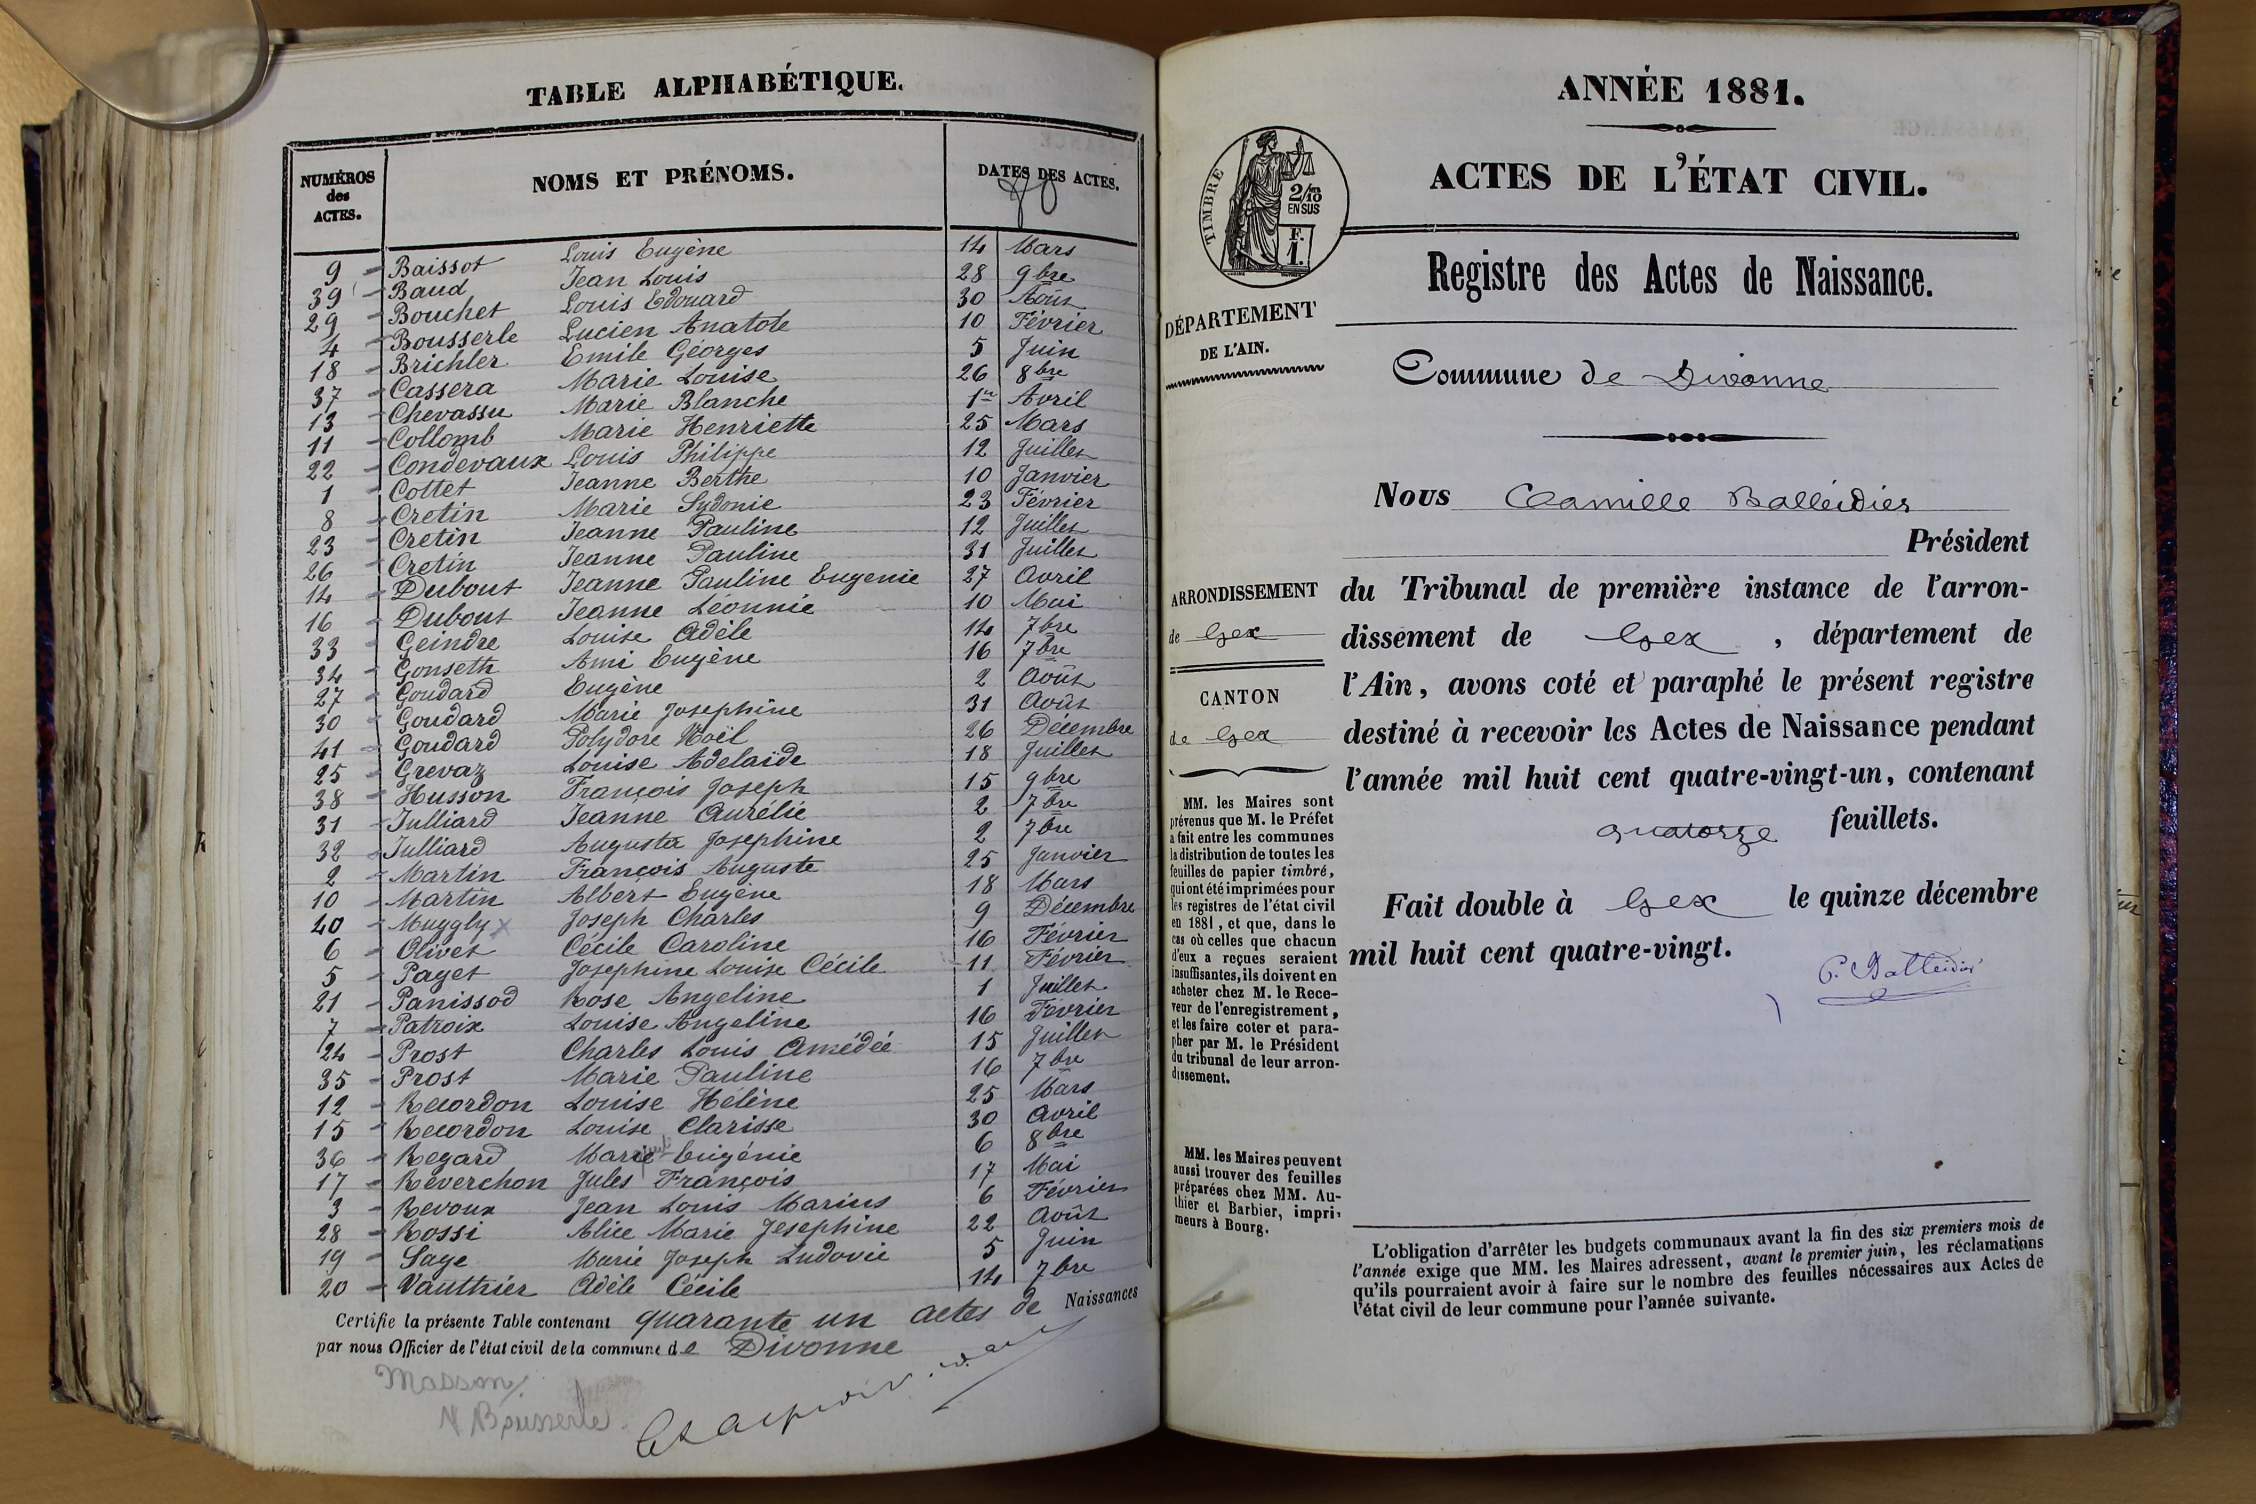 TABLE ALPHABÉTIQUE.
NUMÉROS des ACTES. NOMS ET PRÉNOMS. DATES DES ACTES.
80
9 Baissot Louis Eugène 14 Mars
39 Baud Jean Louis 28 9bre
29 Bouchet Louis Edouard 30 Août
4 Bousserle Lucien Anatole 10 Février
18 Brichler Emile Géorges 5 Juin
37 Cassera Marie Louise 26 8bre
13 Chevassu Marie Blanche 1er Avril
11 Collomb Marie Henriette 25 Mars
22 Condevaux Louis Philippe 12 Juillet
1 Cottet Jeanne Berthe 10 Janvier
8 Cretin Marie Sydonie 23 Février
23 Cretin Jeanne Pauline 12 Juillet
26 Cretin Jeanne Pauline 31 Juillet
14 Dubout Jeanne Pauline Eugenie 27 Avril
16 Dubout Jeanne Léonnie 10 Mai
33 Geindre Louise Adèle 14 7bre
34 Gonseth Ami Eugène 16 7bre
27 Goudard Eugène 2 Août
30 Goudard Marie Josephine 31 Août
41 Goudard Polydore Noël 26 Décembre
25 Grevaz Louise Adelaïde 18 Juillet
38 Husson François Joseph 15 9bre
31 Julliard Jeanne Aurélie 2 7bre
32 Julliard Augusta Josephine 2 7bre
2 Martin François Auguste 25 Janvier
10 Martin Albert Eugène 18 Mars
40 Muggly x Joseph Charles 9 Décembre
6 Olivet Cécile Caroline 16 Février
5 Paget Josephine Louise Cécile 11 Février
21 Panissod Rose Angeline 1 Juillet
7 Patroix Louise Angeline 16 Février
24 Prost Charles Louis Amédéé 15 Juillet
35 Prost Marie Pauline 16 7bre
12 Recordon Louise Hélène 25 Mars
15 Recordon Louise Clarisse 30 Avril
36 Regard Marie Eugénie 6 8bre
17 Reverchon Jules François 17 Mai
3 Revoux Jean Louis Marius 6 Février
28 Rossi Alice Marie Josephine 22 Août
19 Sage Marie Joseph Ludovic 5 Juin
20 Vauthier Adèle Cécile 14 7bre
Certifie la présente Table contenant quarante un actes de Naissances
par nous Officier de l'état civil de la commune de Divonne
Masson
N Bousserle
ANNÉE 1881.
TIMBRE
2/10 EN SUS
F. 1.
ACTES DE L'ÉTAT CIVIL.
Registre des Actes de Naissance.
DÉPARTEMENT
DE L'AIN.
Commune de Divonne
Nous Camille Balléidier
Président
du Tribunal de première instance de l'arron-
dissement de Gex, département de
l'Ain, avons coté et paraphé le présent registre
destiné à recevoir les Actes de Naissance pendant
l'année mil huit cent quatre-vingt-un, contenant
quatorze feuillets.
Fait double à Gex le quinze décembre
mil huit cent quatre-vingt.
C. Balleidier
ARRONDISSEMENT
de Gex
CANTON
de Gex
MM. les Maires sont
prévenus que M. le Préfet
a fait entre les communes
la distribution de toutes les
feuilles de papier timbré,
qui ont été imprimées pour
les registres de l'état civil
en 1881, et que, dans le
cas où celles que chacun
d'eux a reçues seraient
insuffisantes, ils doivent en
acheter chez M. le Rece-
veur de l'enregistrement,
et les faire coter et para-
pher par M. le Président
du tribunal de leur arron-
dissement.
MM. les Maires peuvent
aussi trouver des feuilles
préparées chez MM. Au-
thier et Barbier, impri-
meurs à Bourg.
L'obligation d'arrêter les budgets communaux avant la fin des six premiers mois de
l'année exige que MM. les Maires adressent, avant le premier juin, les réclamations
qu'ils pourraient avoir à faire sur le nombre des feuilles nécessaires aux Actes de
l'état civil de leur commune pour l'année suivante.